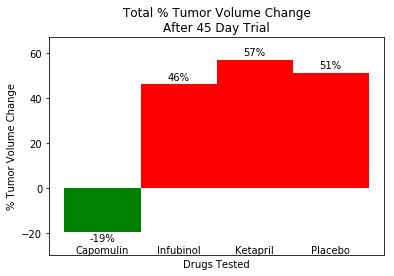 Total % Tumor Volume Change
After 45 Day Trial
% Tumor Volume Change
60
40
20
0
−20
57%
51%
46%
-19%
Capomulin Infubinol Ketapril Placebo
Drugs Tested